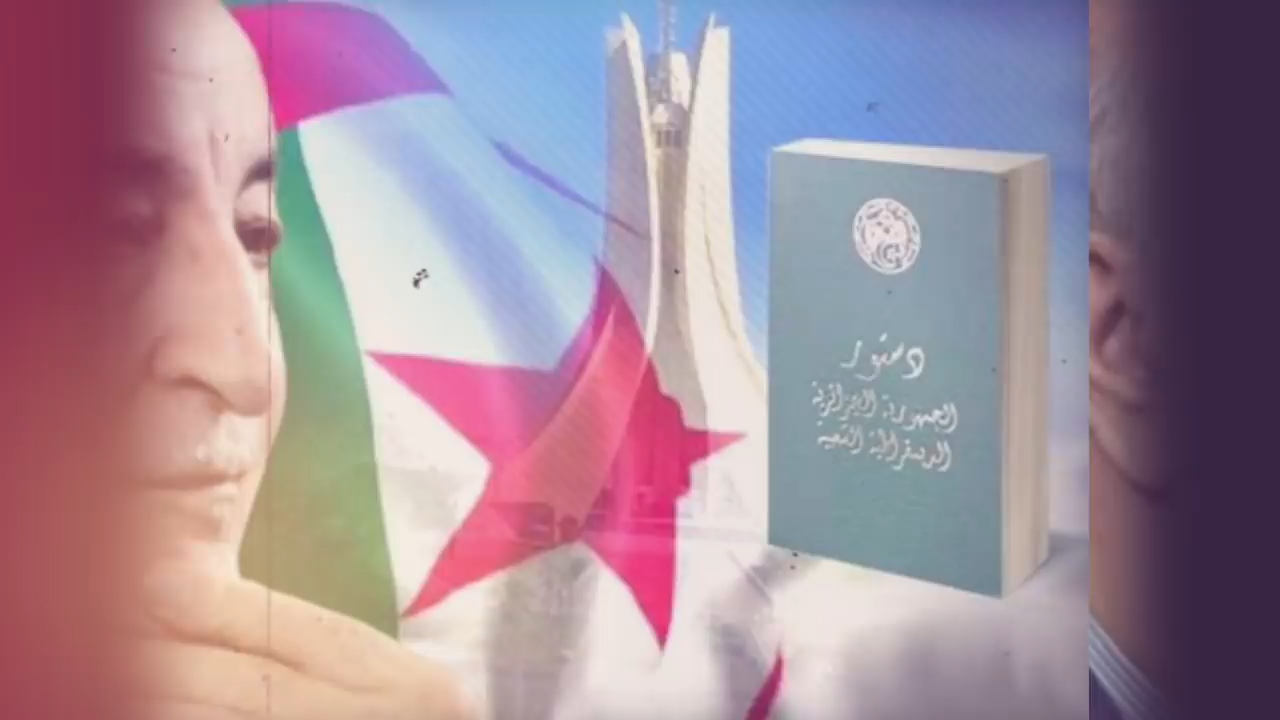 دستور
الجمهورية الجزائرية
الديمقراطية الشعبية